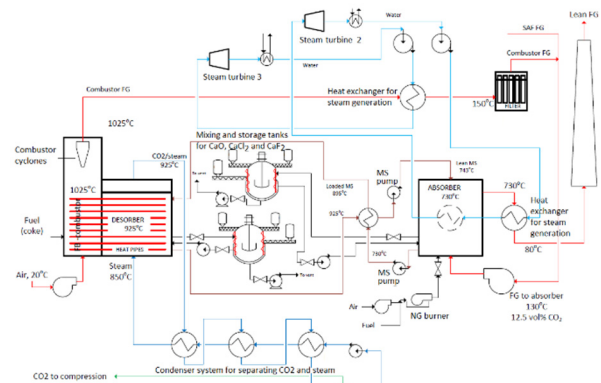 Lean FG
SAF FG
Combustor FG
Water
Steam turbine 2
Steam turbine 3
Water
Combustor FG
Heat exchanger for
steam generation
150°C
FILTER
1025°C
Mixing and storage tanks
for CaO, CaCl2 and CaF2
Combustor
cyclones
CO2/steam
925°C
1025°C
Loaded MS
895°C
MS
pump
Lean MS
745°C
ABSORBER
730°C
730°C
Heat
exchanger
for steam
generation
DESORBER
925°C
925°C
Fuel
(coke)
FB -combustor
HEAT PIPES
760°C
80°C
Air, 20°C
Steam
850°C
MS
pump
FG to absorber
130°C
12.5 vol% CO2
Air
Fuel
NG burner
Condenser system for separating CO2 and steam
CO2 to compression